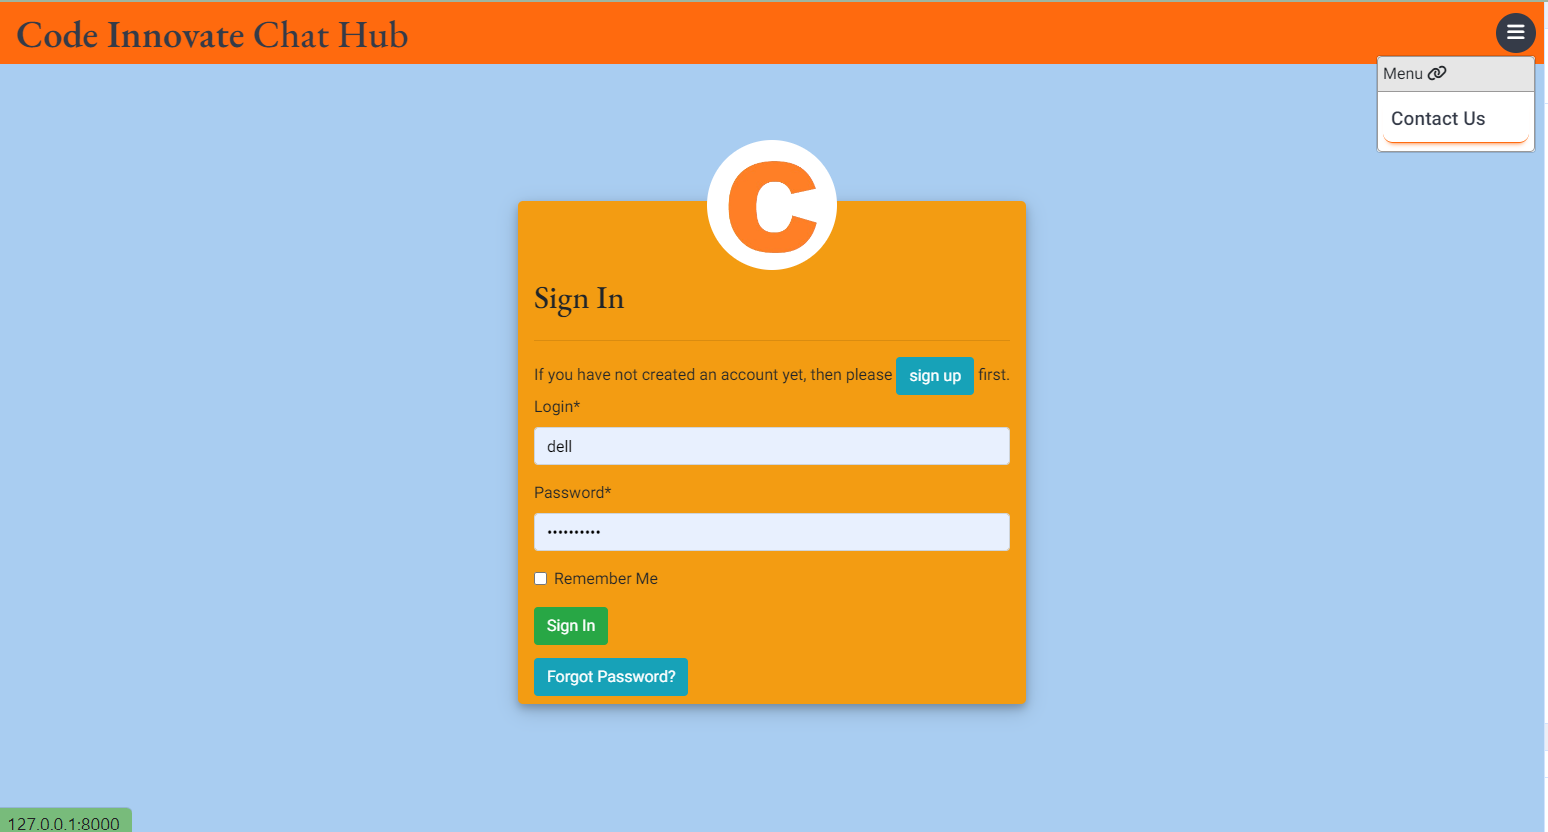 Code Innovate Chat Hub
Menu
Contact Us
C
Sign In
If you have not created an account yet, then please sign up first.
Login*
dell
Password*
••••••••••
Remember Me
Sign In
Forgot Password?
127.0.0.1:8000